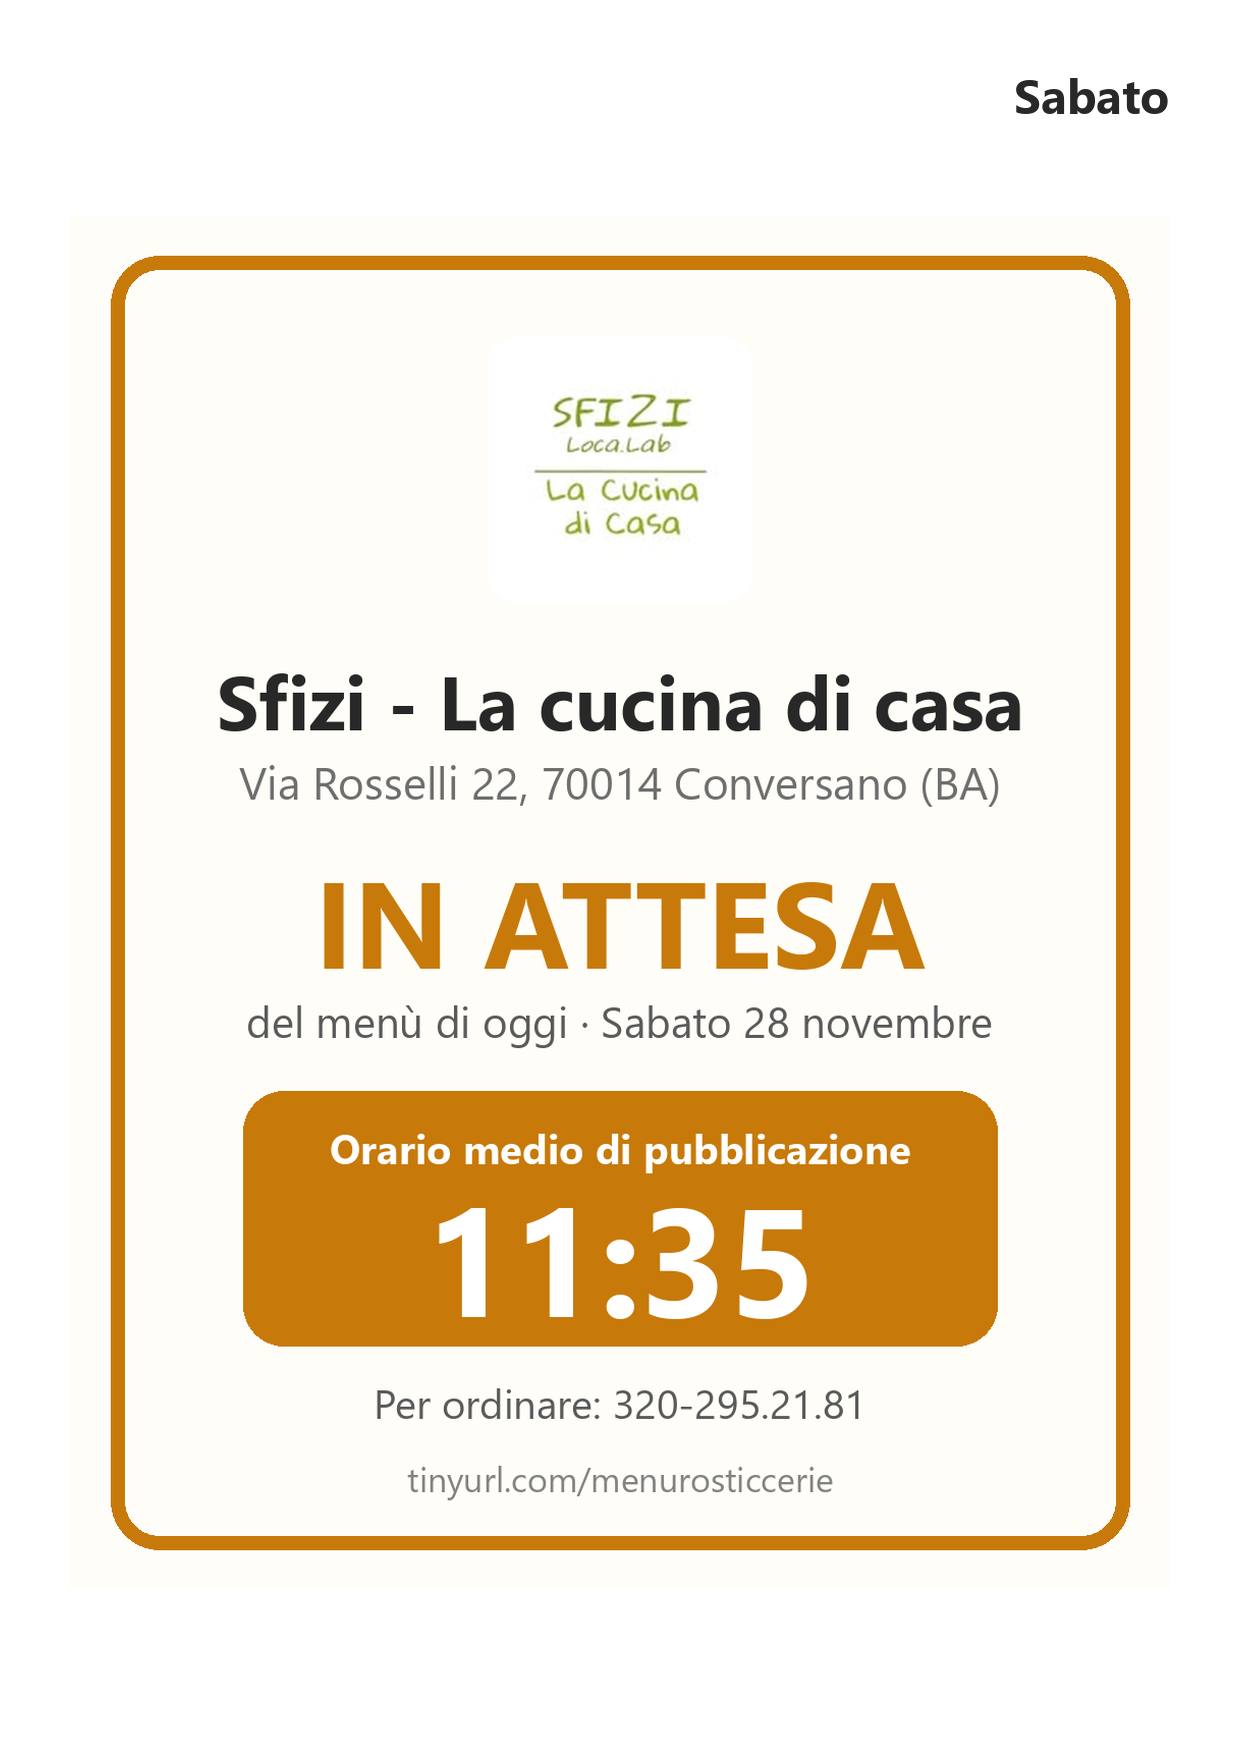 Sabato
SFIZI
Loca.Lab
La Cucina
di Casa
Sfizi - La cucina di casa
Via Rosselli 22, 70014 Conversano (BA)
IN ATTESA
del menù di oggi · Sabato 28 novembre
Orario medio di pubblicazione
11:35
Per ordinare: 320-295.21.81
tinyurl.com/menurosticcerie